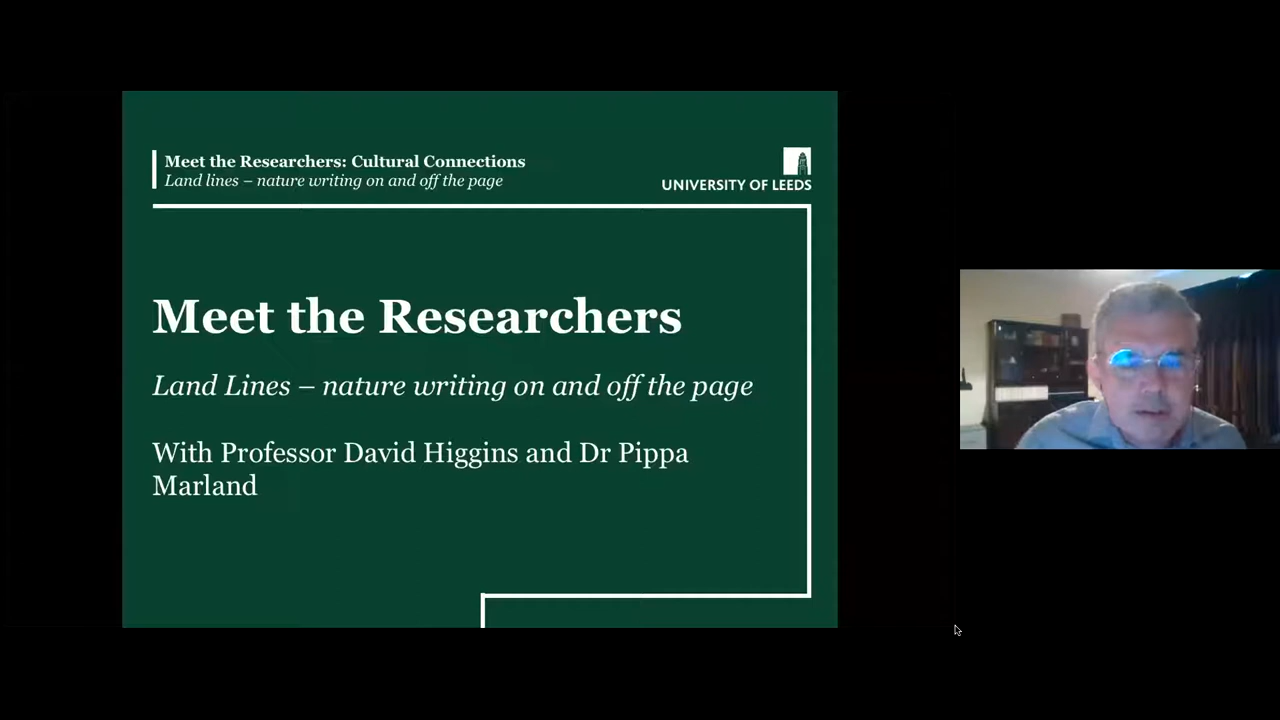 Meet the Researchers: Cultural Connections
Land lines – nature writing on and off the page
UNIVERSITY OF LEEDS
Meet the Researchers
Land Lines – nature writing on and off the page
With Professor David Higgins and Dr Pippa
Marland